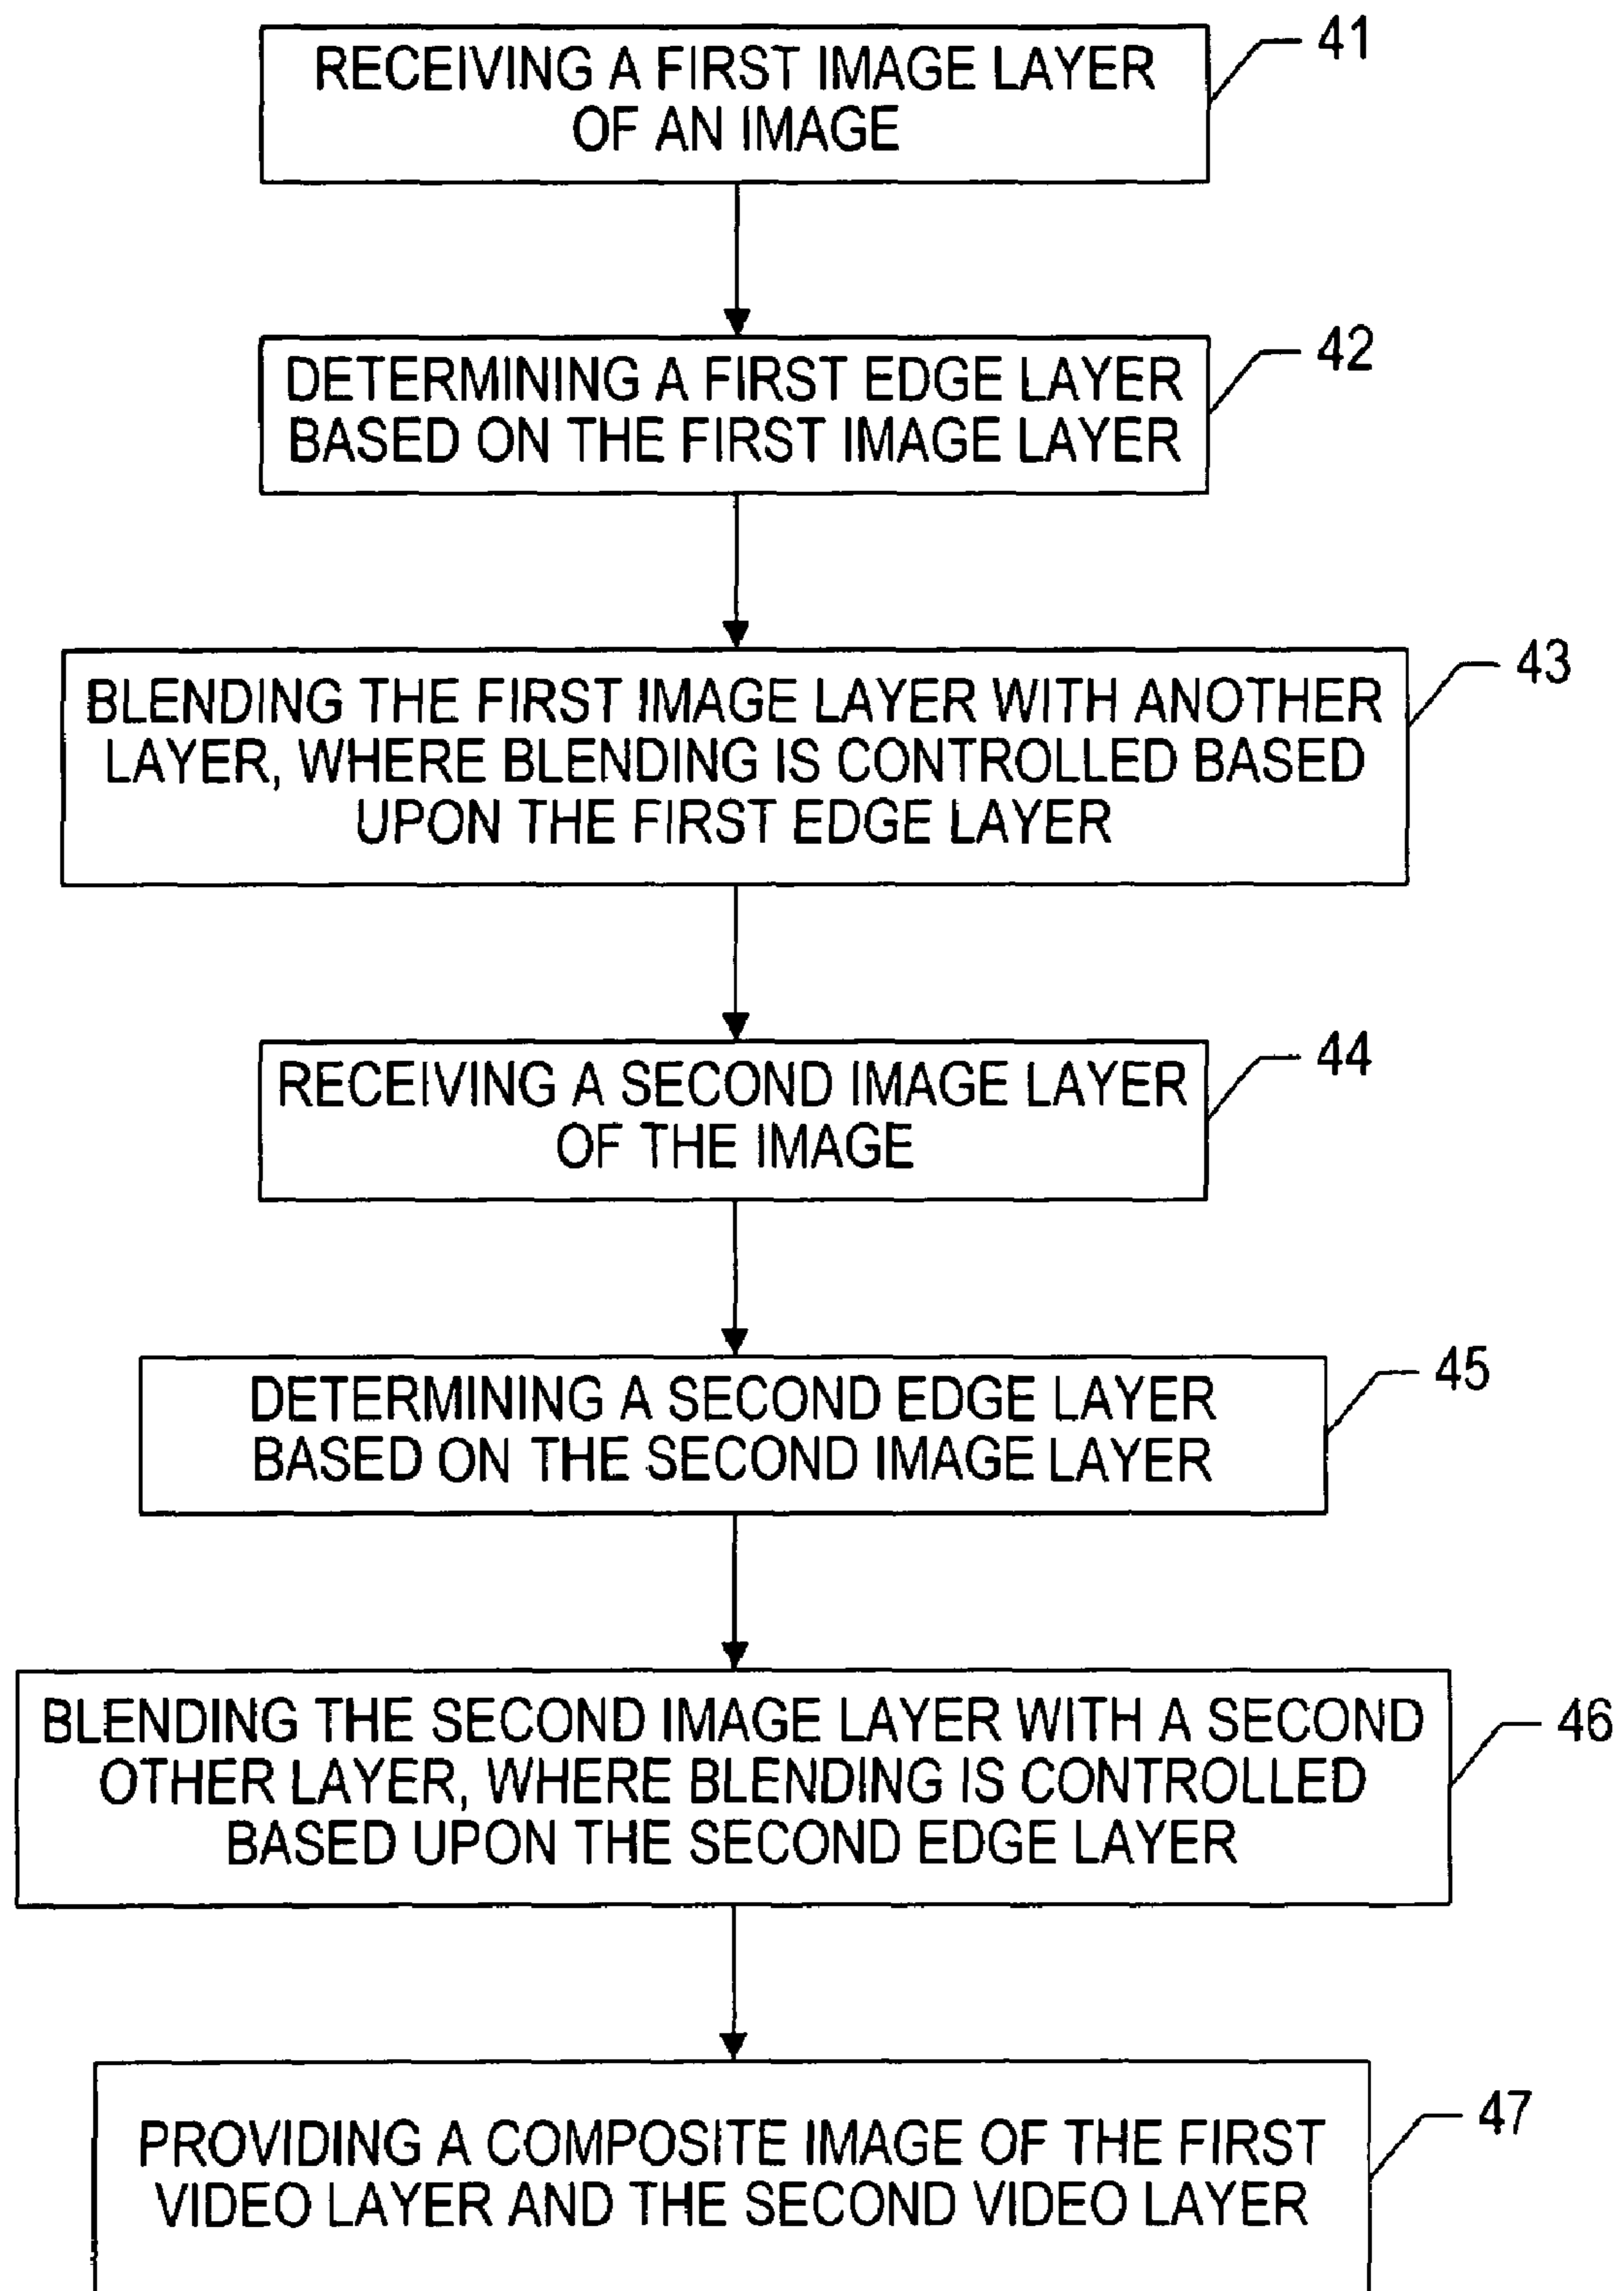 RECEIVING A FIRST IMAGE LAYER
OF AN IMAGE
41
DETERMINING A FIRST EDGE LAYER
BASED ON THE FIRST IMAGE LAYER
42
BLENDING THE FIRST IMAGE LAYER WITH ANOTHER
LAYER, WHERE BLENDING IS CONTROLLED BASED
UPON THE FIRST EDGE LAYER
43
RECEIVING A SECOND IMAGE LAYER
OF THE IMAGE
44
DETERMINING A SECOND EDGE LAYER
BASED ON THE SECOND IMAGE LAYER
45
BLENDING THE SECOND IMAGE LAYER WITH A SECOND
OTHER LAYER, WHERE BLENDING IS CONTROLLED
BASED UPON THE SECOND EDGE LAYER
46
PROVIDING A COMPOSITE IMAGE OF THE FIRST
VIDEO LAYER AND THE SECOND VIDEO LAYER
47